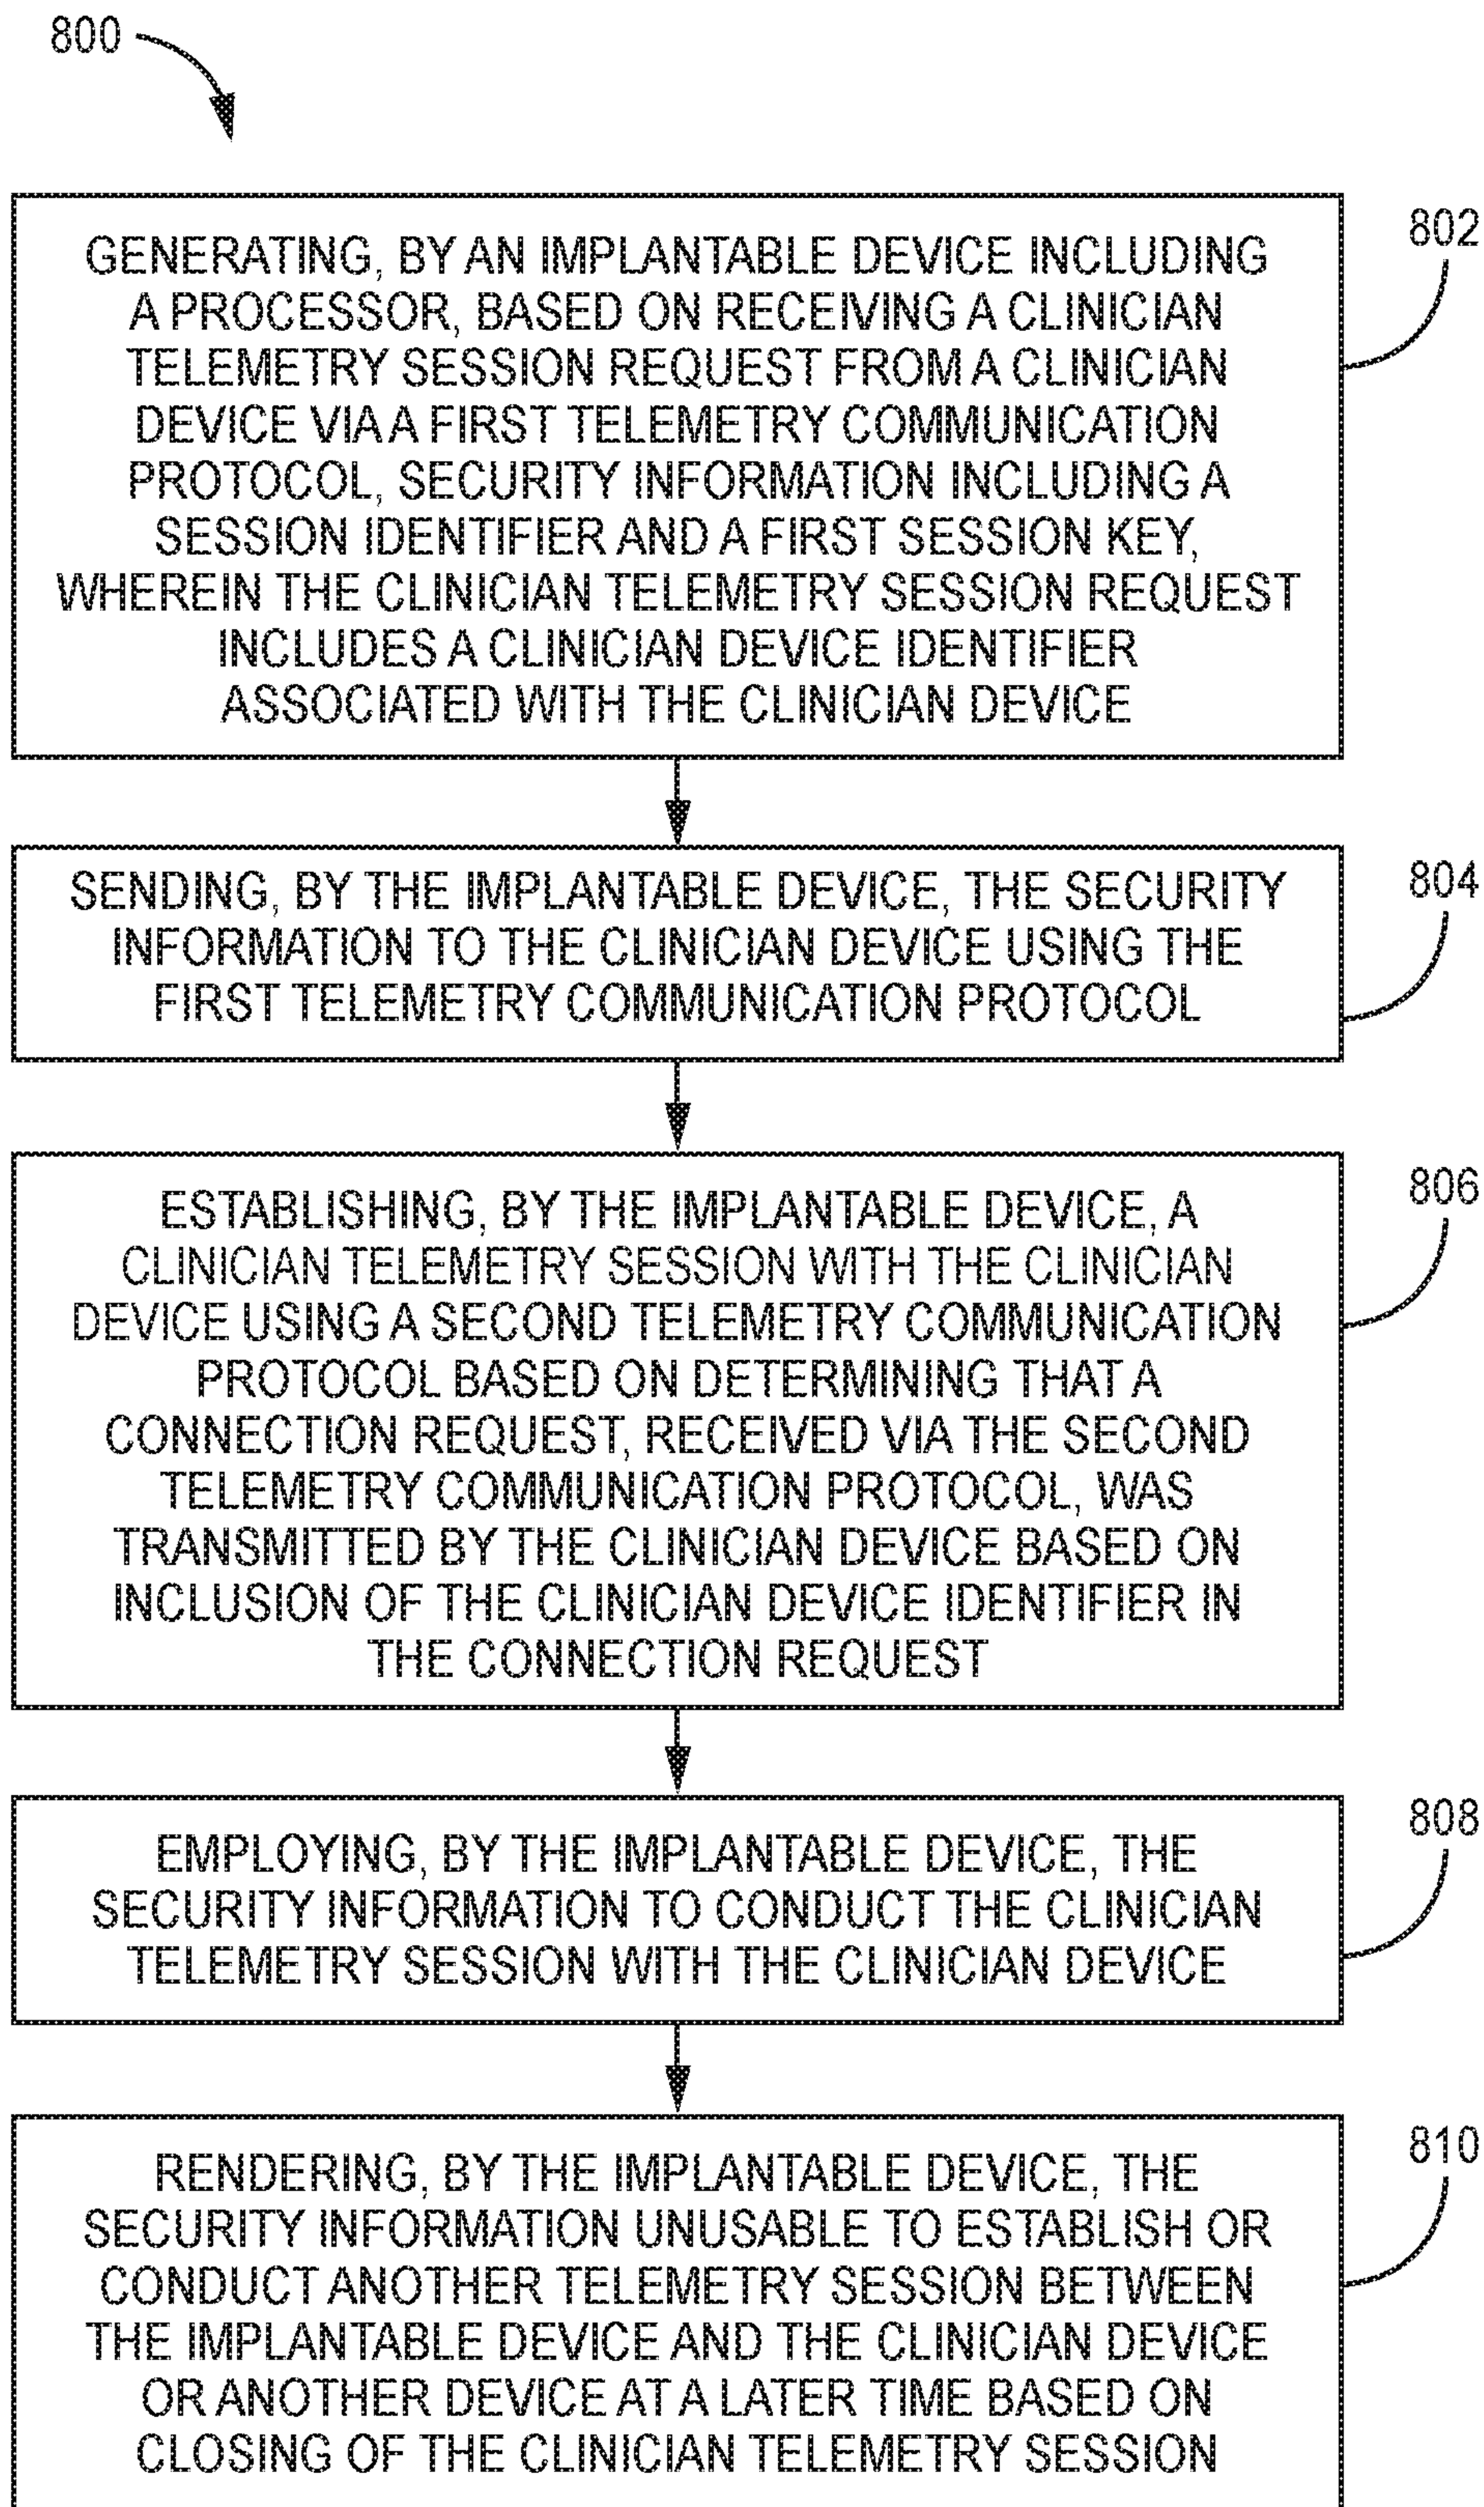 800
802
GENERATING, BY AN IMPLANTABLE DEVICE INCLUDING
A PROCESSOR, BASED ON RECEIVING A CLINICIAN
TELEMETRY SESSION REQUEST FROM A CLINICIAN
DEVICE VIA A FIRST TELEMETRY COMMUNICATION
PROTOCOL, SECURITY INFORMATION INCLUDING A
SESSION IDENTIFIER AND A FIRST SESSION KEY,
WHEREIN THE CLINICIAN TELEMETRY SESSION REQUEST
INCLUDES A CLINICIAN DEVICE IDENTIFIER
ASSOCIATED WITH THE CLINICIAN DEVICE
804
SENDING, BY THE IMPLANTABLE DEVICE, THE SECURITY
INFORMATION TO THE CLINICIAN DEVICE USING THE
FIRST TELEMETRY COMMUNICATION PROTOCOL
806
ESTABLISHING, BY THE IMPLANTABLE DEVICE, A
CLINICIAN TELEMETRY SESSION WITH THE CLINICIAN
DEVICE USING A SECOND TELEMETRY COMMUNICATION
PROTOCOL BASED ON DETERMINING THAT A
CONNECTION REQUEST, RECEIVED VIA THE SECOND
TELEMETRY COMMUNICATION PROTOCOL, WAS
TRANSMITTED BY THE CLINICIAN DEVICE BASED ON
INCLUSION OF THE CLINICIAN DEVICE IDENTIFIER IN
THE CONNECTION REQUEST
808
EMPLOYING, BY THE IMPLANTABLE DEVICE, THE
SECURITY INFORMATION TO CONDUCT THE CLINICIAN
TELEMETRY SESSION WITH THE CLINICIAN DEVICE
810
RENDERING, BY THE IMPLANTABLE DEVICE, THE
SECURITY INFORMATION UNUSABLE TO ESTABLISH OR
CONDUCT ANOTHER TELEMETRY SESSION BETWEEN
THE IMPLANTABLE DEVICE AND THE CLINICIAN DEVICE
OR ANOTHER DEVICE AT A LATER TIME BASED ON
CLOSING OF THE CLINICIAN TELEMETRY SESSION